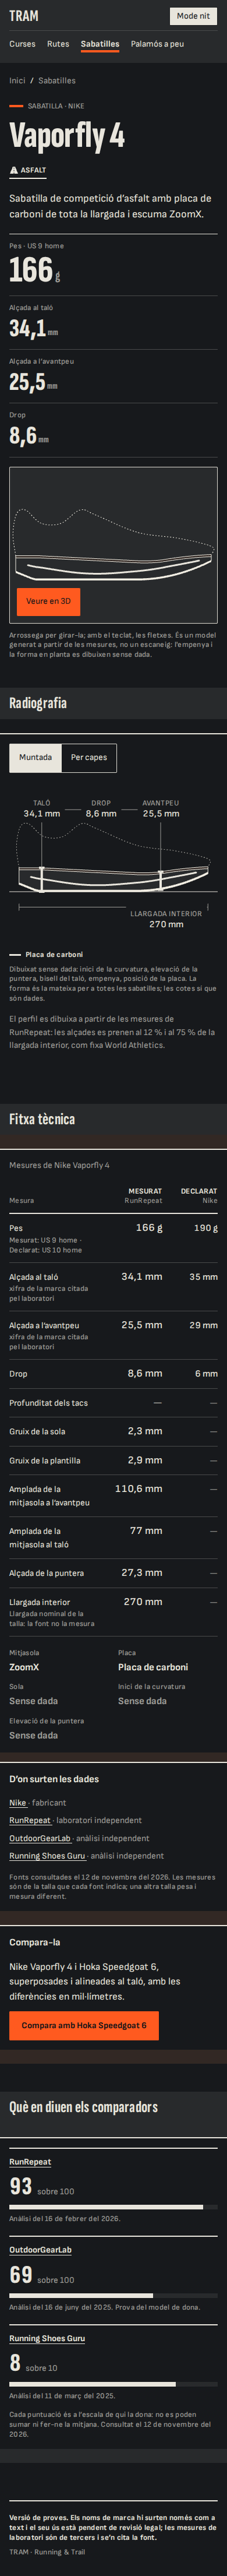 TRAM
Mode nit
Curses Rutes Sabatilles Palamós a peu
Inici / Sabatilles
SABATILLA · NIKE
Vaporfly 4
ASFALT
Sabatilla de competició d’asfalt amb placa de
carboni de tota la llargada i escuma ZoomX.
Pes · US 9 home
166 g
Alçada al taló
34,1 mm
Alçada a l’avantpeu
25,5 mm
Drop
8,6 mm
Veure en 3D
Arrossega per girar-la; amb el teclat, les fletxes. És un model
generat a partir de les mesures, no un escaneig: l’empenya i
la forma en planta es dibuixen sense dada.
Radiografia
Muntada Per capes
TALÓ DROP AVANTPEU
34,1 mm 8,6 mm 25,5 mm
LLARGADA INTERIOR
270 mm
Placa de carboni
Dibuixat sense dada: inici de la curvatura, elevació de la
puntera, bisell del taló, empenya, posició de la placa. La
forma és la mateixa per a totes les sabatilles; les cotes sí que
són dades.
El perfil es dibuixa a partir de les mesures de
RunRepeat: les alçades es prenen al 12 % i al 75 % de la
llargada interior, com fixa World Athletics.
Fitxa tècnica
Mesures de Nike Vaporfly 4
Mesura MESURAT RunRepeat DECLARAT Nike
Pes 166 g 190 g
Mesurat: US 9 home ·
Declarat: US 10 home
Alçada al taló 34,1 mm 35 mm
xifra de la marca citada
pel laboratori
Alçada a l’avantpeu 25,5 mm 29 mm
xifra de la marca citada
pel laboratori
Drop 8,6 mm 6 mm
Profunditat dels tacs — —
Gruix de la sola 2,3 mm —
Gruix de la plantilla 2,9 mm —
Amplada de la 110,6 mm —
mitjasola a l’avantpeu
Amplada de la 77 mm —
mitjasola al taló
Alçada de la puntera 27,3 mm —
Llargada interior 270 mm —
Llargada nominal de la
talla: la font no la mesura
Mitjasola Placa
ZoomX Placa de carboni
Sola Inici de la curvatura
Sense dada Sense dada
Elevació de la puntera
Sense dada
D’on surten les dades
Nike · fabricant
RunRepeat · laboratori independent
OutdoorGearLab · anàlisi independent
Running Shoes Guru · anàlisi independent
Fonts consultades el 12 de novembre del 2026. Les mesures
són de la talla que cada font indica; una altra talla pesa i
mesura diferent.
Compara-la
Nike Vaporfly 4 i Hoka Speedgoat 6,
superposades i alineades al taló, amb les
diferències en mil·límetres.
Compara amb Hoka Speedgoat 6
Què en diuen els comparadors
RunRepeat
93 sobre 100
Anàlisi del 16 de febrer del 2026.
OutdoorGearLab
69 sobre 100
Anàlisi del 16 de juny del 2025. Prova del model de dona.
Running Shoes Guru
8 sobre 10
Anàlisi del 11 de març del 2025.
Cada puntuació és a l’escala de qui la dona: no es poden
sumar ni fer-ne la mitjana. Consultat el 12 de novembre del
2026.
Versió de proves. Els noms de marca hi surten només com a
text i el seu ús està pendent de revisió legal; les mesures de
laboratori són de tercers i se’n cita la font.
TRAM · Running & Trail